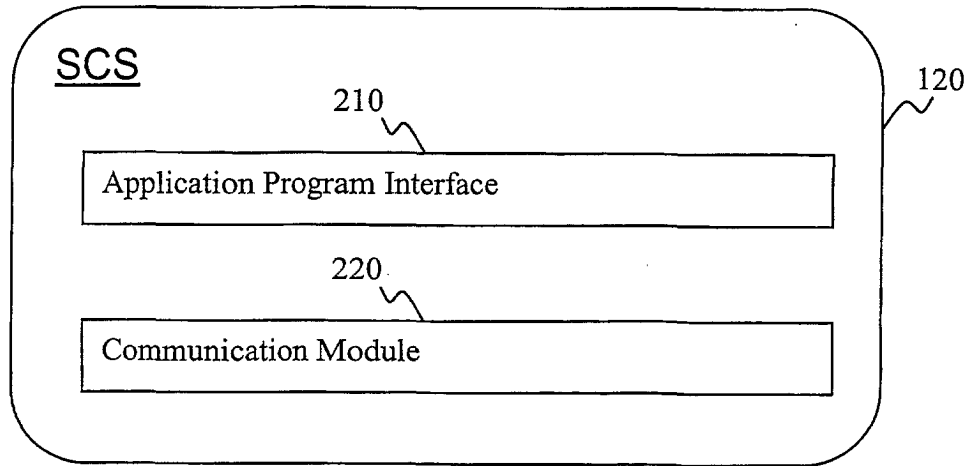 SCS
120
210
Application Program Interface
220
Communication Module